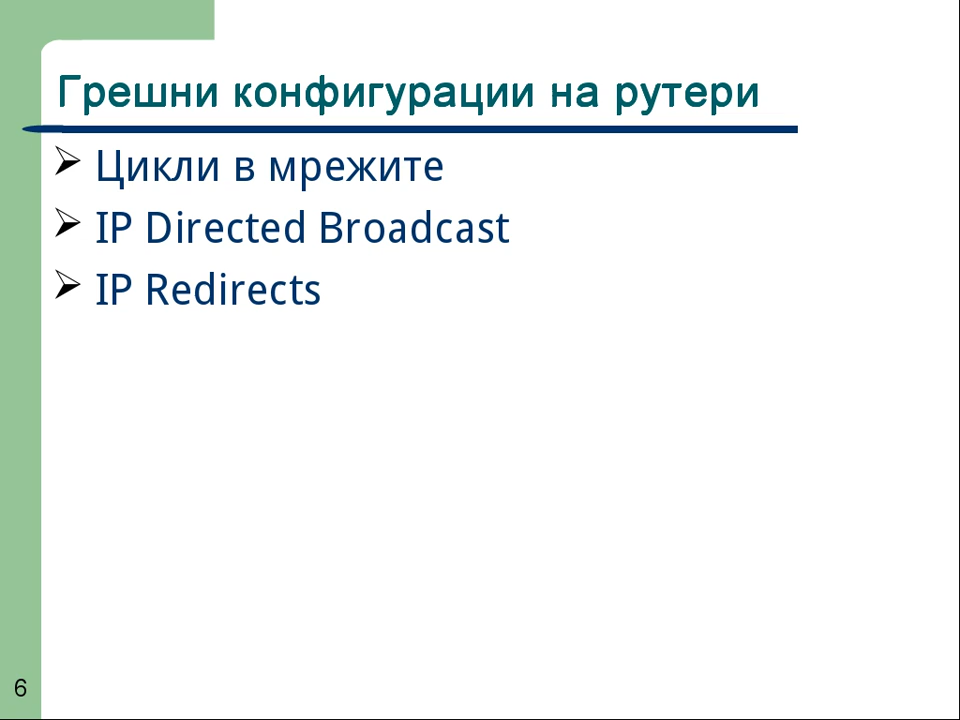 Грешни конфигурации на рутери
Цикли в мрежите
IP Directed Broadcast
IP Redirects
6